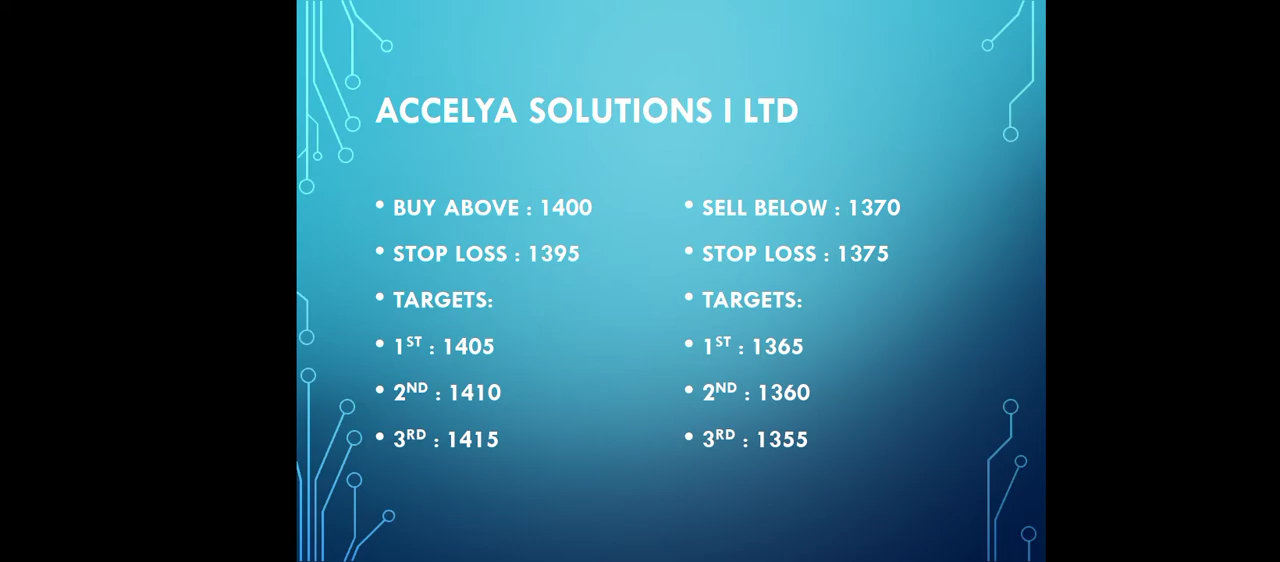 ACCELYA SOLUTIONS I LTD
• BUY ABOVE : 1400
• STOP LOSS : 1395
• TARGETS:
• 1ST : 1405
• 2ND : 1410
• 3RD : 1415
• SELL BELOW : 1370
• STOP LOSS : 1375
• TARGETS:
• 1ST : 1365
• 2ND : 1360
• 3RD : 1355